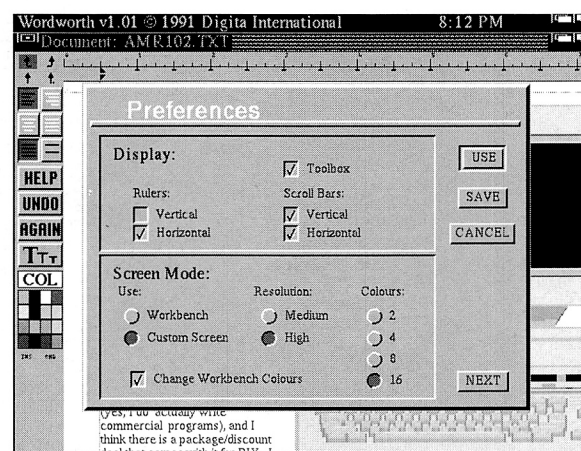 Wordworth v1.01 © 1991 Digita International 8:12 PM
Document: AMR102.TXT
Preferences
Display:
Toolbox
USE
Rulers:
Scroll Bars:
SAVE
Vertical
Vertical
Horizontal
Horizontal
CANCEL
HELP
UNDO
AGAIN
TTT
COL
INS
Screen Mode:
Use:
Resolution:
Colours:
Workbench
Medium
2
Custom Screen
High
4
8
Change Workbench Colours
16
NEXT
(yes, I do actually write
commercial programs), and I
think there is a package/discount